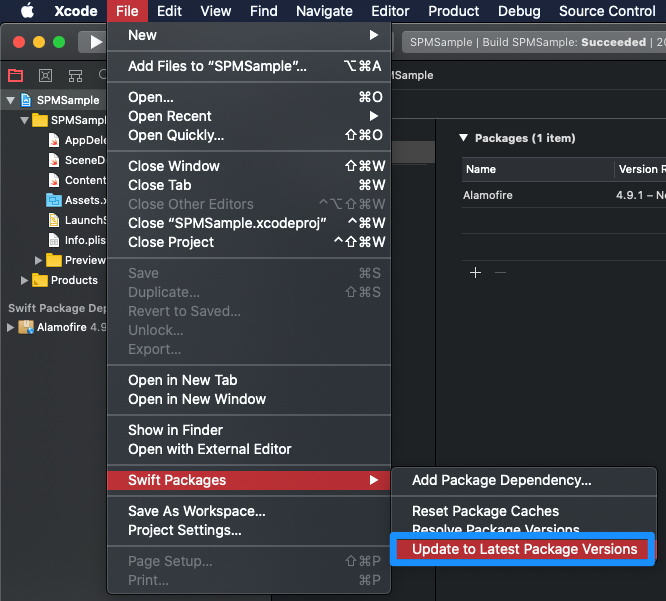 Xcode File Edit View Find Navigate Editor Product Debug Source Control
SPMSample | Build SPMSample: Succeeded |
New
Add Files to “SPMSample”... ⌥⌘A
Open... ⌘O
Open Recent
Open Quickly... ⇧⌘O
Close Window ⇧⌘W
Close Tab ⌘W
Close Other Editors ^⌥⇧⌘W
Close “SPMSample.xcodeproj” ^⌘W
Close Project ^⇧⌘W
Save ⌘S
Duplicate... ⇧⌘S
Revert to Saved...
Unlock...
Export...
Open in New Tab
Open in New Window
Show in Finder
Open with External Editor
Swift Packages
Save As Workspace...
Project Settings...
Page Setup... ⇧⌘P
Print... ⌘P
Add Package Dependency...
Reset Package Caches
Resolve Package Versions
Update to Latest Package Versions
SPMSample
SPMSampl
AppDele
SceneD
Content
Assets.x
LaunchS
Info.plis
Preview
Products
Swift Package Dep
Alamofire 4.9
MSample
Packages (1 item)
Name Version R
Alamofire 4.9.1 – Ne